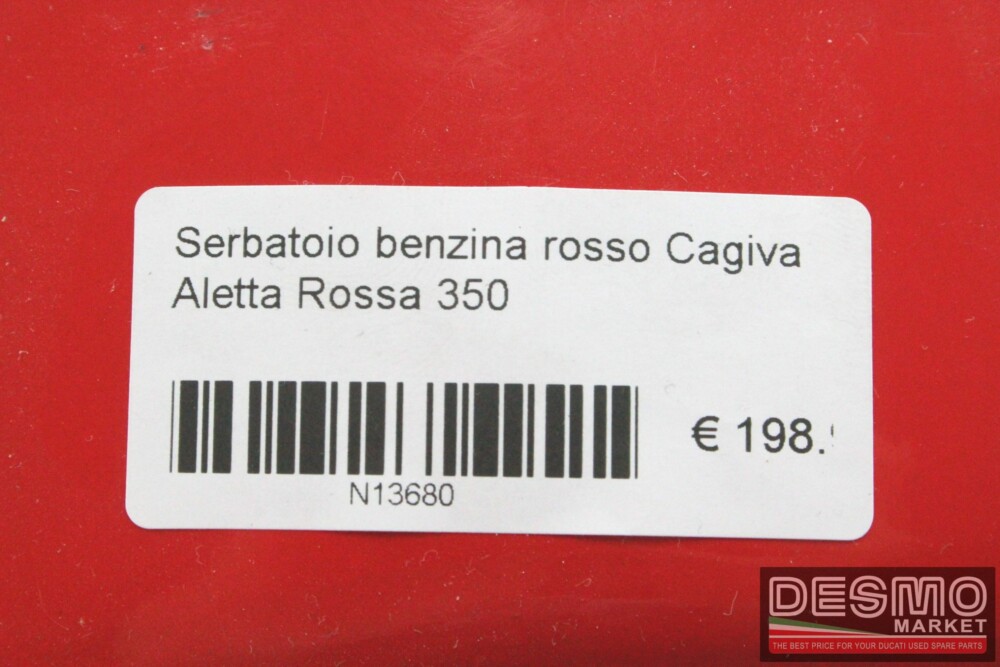 Serbatoio benzina rosso Cagiva
Aletta Rossa 350
€ 198.
N13680
DESMO
MARKET
THE BEST PRICE FOR YOUR DUCATI USED SPARE PARTS